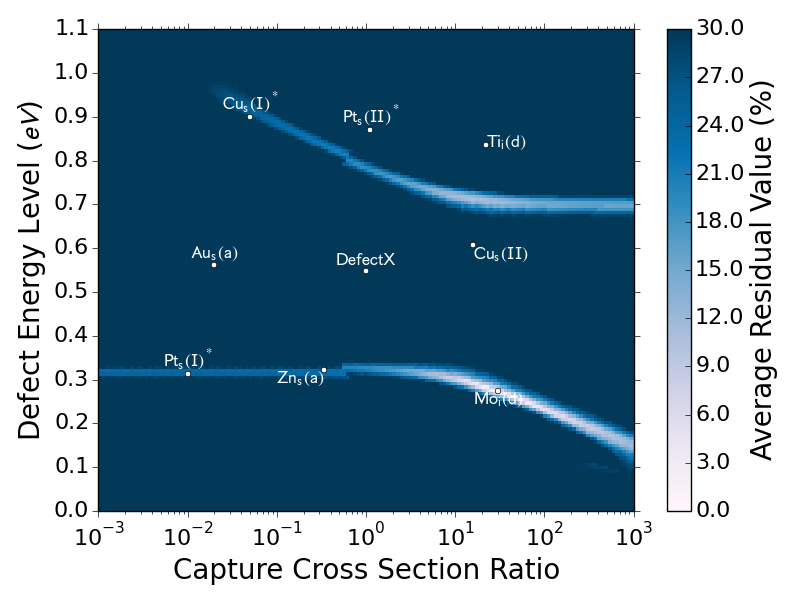 Defect Energy Level (eV)
1.1
1.0
0.9
0.8
0.7
0.6
0.5
0.4
0.3
0.2
0.1
0.0
Cuₛ(I)*
Ptₛ(II)*
Tiᵢ(d)
Auₛ(a)
DefectX
Cuₛ(II)
Ptₛ(I)*
Znₛ(a)
Moᵢ(d)
10⁻³ 10⁻² 10⁻¹ 10⁰ 10¹ 10² 10³
Capture Cross Section Ratio
30.0
27.0
24.0
21.0
18.0
15.0
12.0
9.0
6.0
3.0
0.0
Average Residual Value (%)